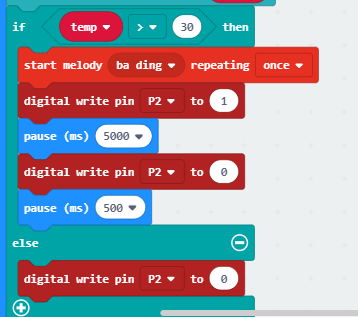 if temp > 30 then
start melody ba ding repeating once
digital write pin P2 to 1
pause (ms) 5000
digital write pin P2 to 0
pause (ms) 500
else
digital write pin P2 to 0